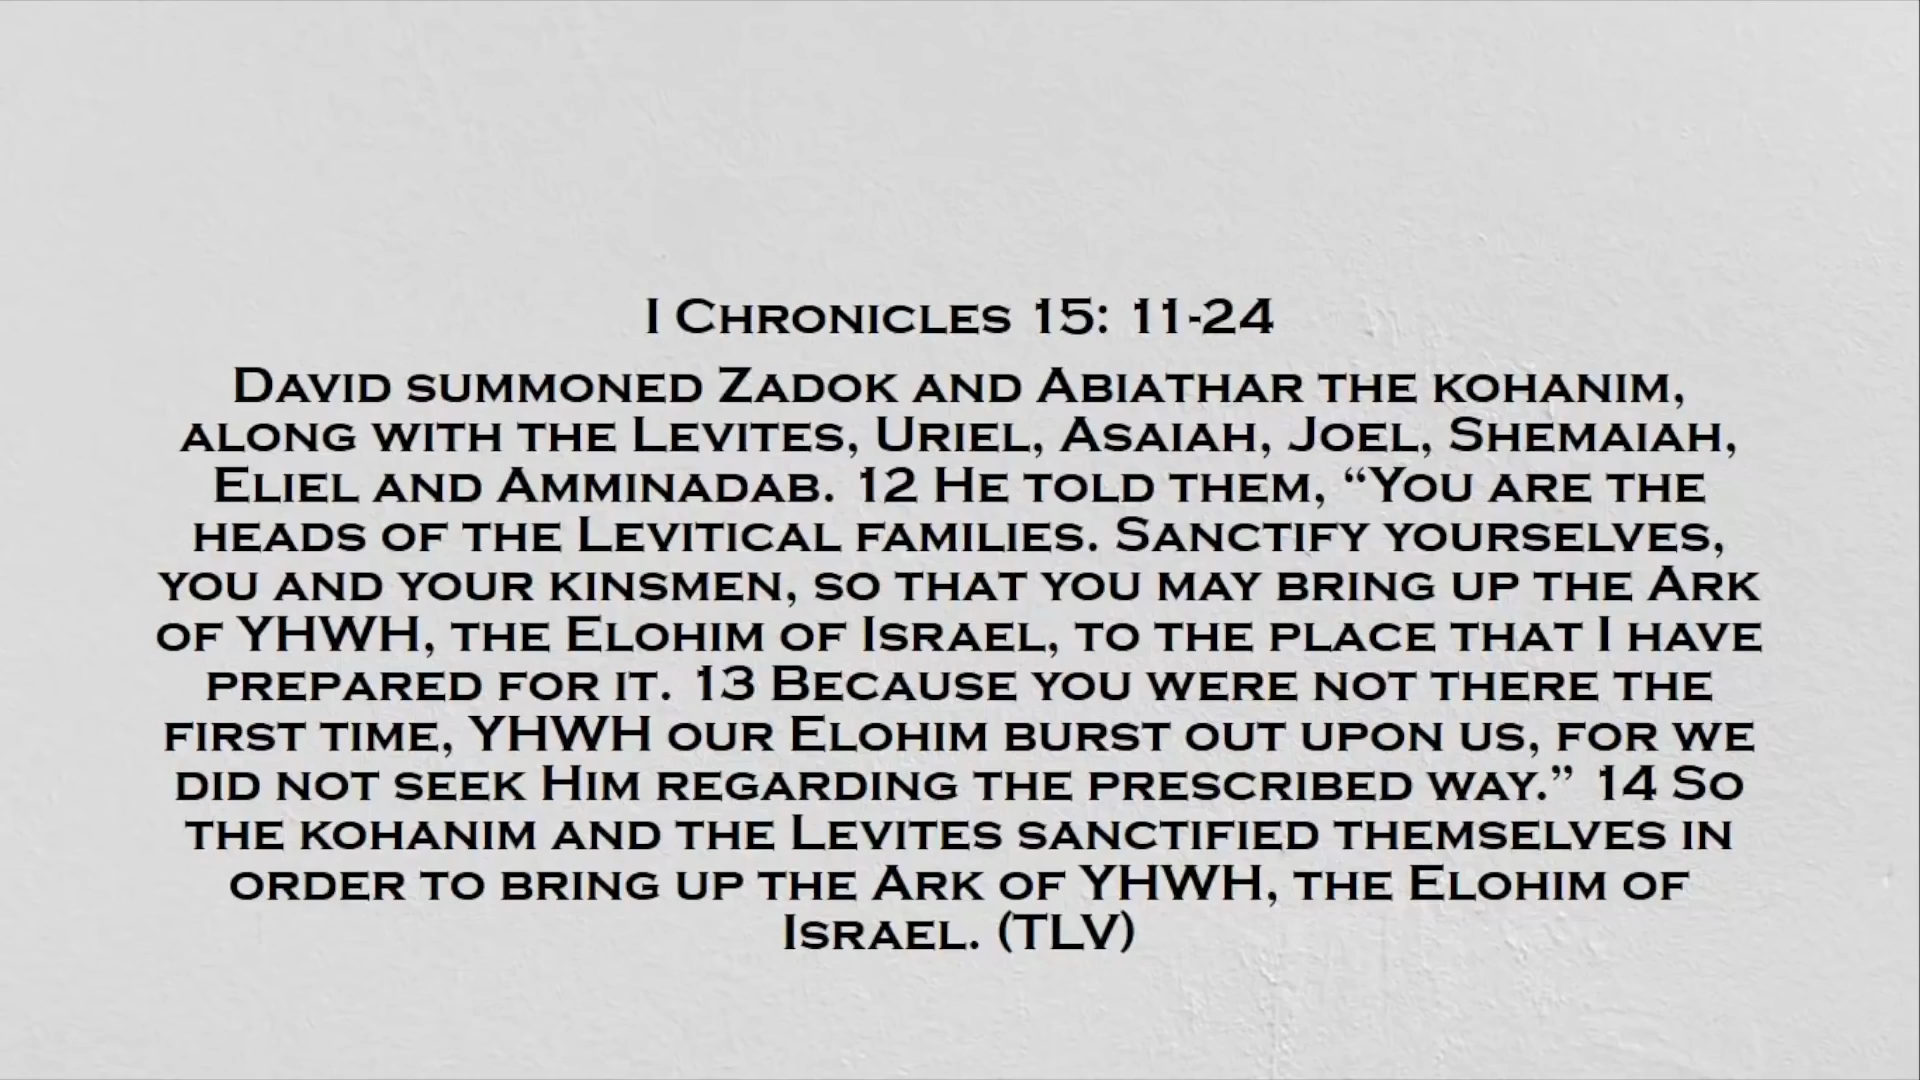 I Chronicles 15: 11-24
David summoned Zadok and Abiathar the kohanim,
along with the Levites, Uriel, Asaiah, Joel, Shemaiah,
Eliel and Amminadab. 12 He told them, “You are the
heads of the Levitical families. Sanctify yourselves,
you and your kinsmen, so that you may bring up the Ark
of YHWH, the Elohim of Israel, to the place that I have
prepared for it. 13 Because you were not there the
first time, YHWH our Elohim burst out upon us, for we
did not seek Him regarding the prescribed way.” 14 So
the kohanim and the Levites sanctified themselves in
order to bring up the Ark of YHWH, the Elohim of
Israel. (TLV)